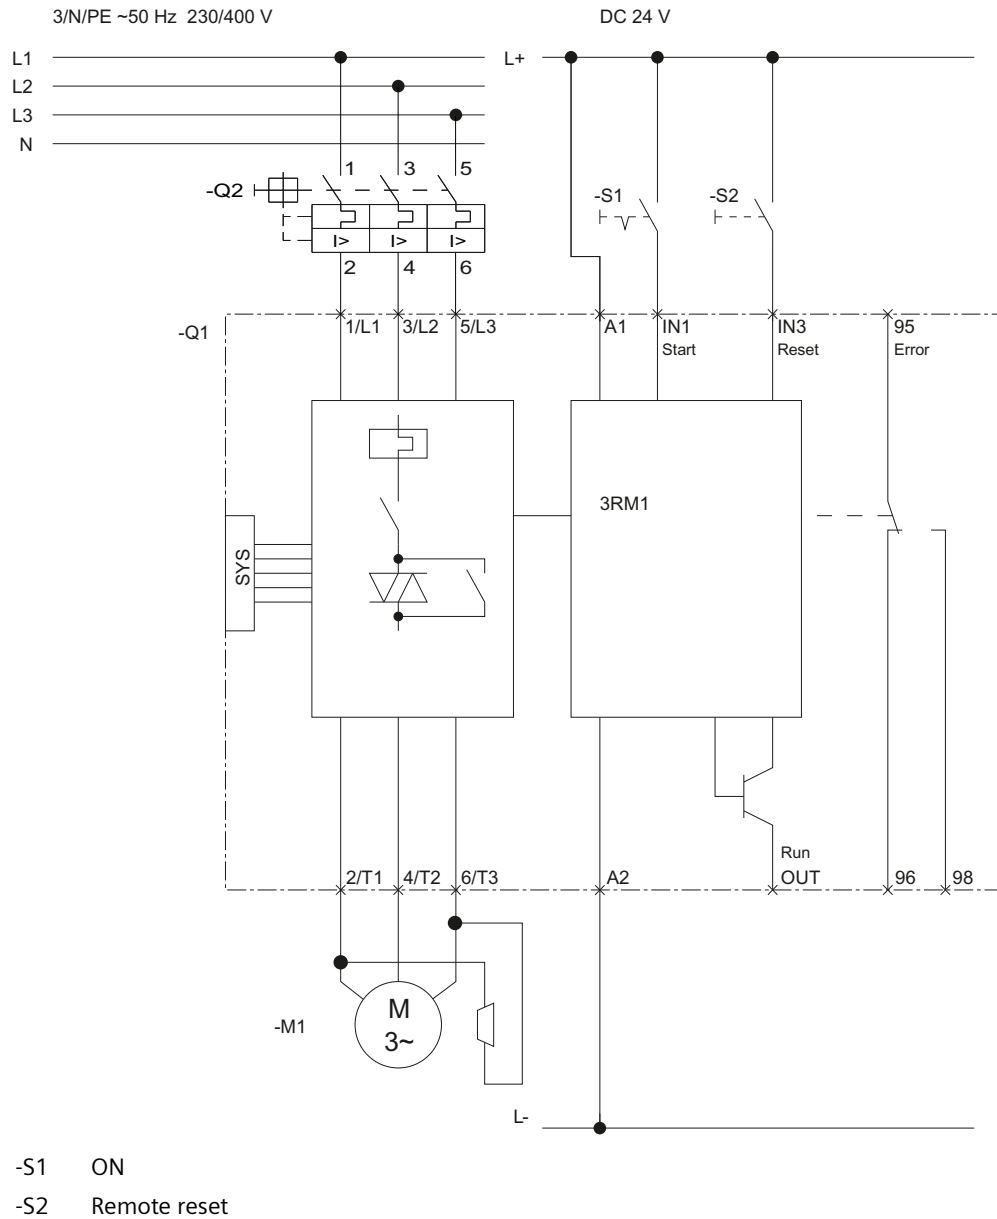 3/N/PE ~50 Hz 230/400 V
DC 24 V
L1
L+
L2
L3
N
1 3 5
-Q2
-S1
-S2
I> I> I>
2 4 6
-Q1
1/L1 3/L2 5/L3
A1
IN1
Start
IN3
Reset
95
Error
3RM1
SYS
Run
2/T1 4/T2 6/T3
A2
OUT
96
98
M
3~
-M1
L-
-S1 ON
-S2 Remote reset